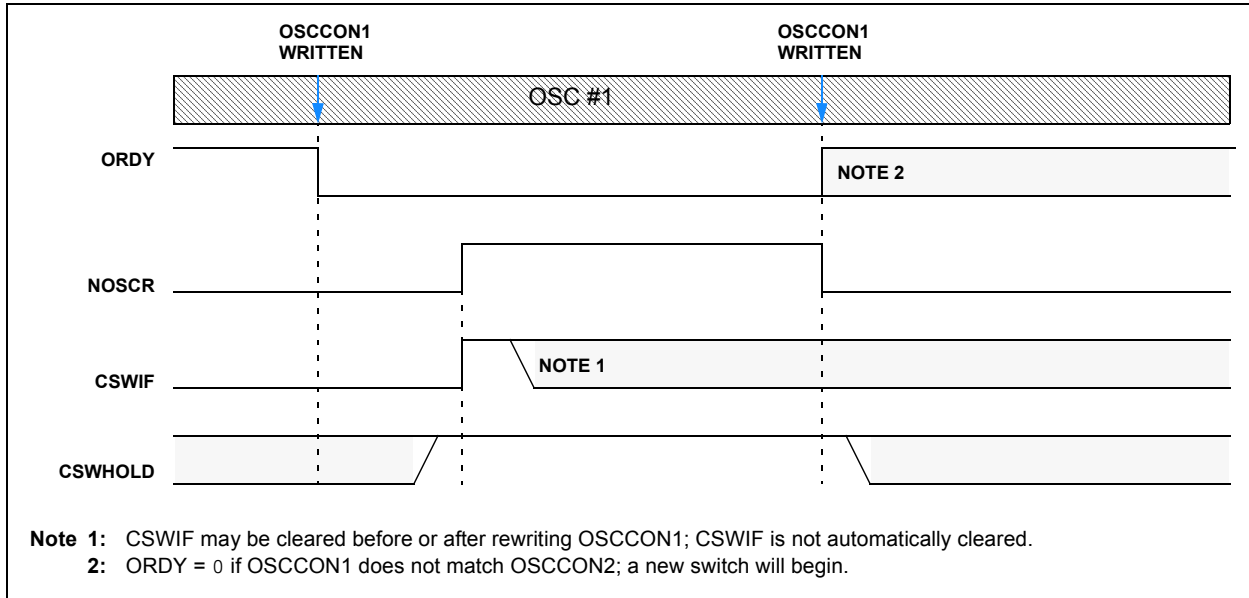 OSCCON1
WRITTEN
OSCCON1
WRITTEN
OSC #1
ORDY
NOTE 2
NOSCR
CSWIF
NOTE 1
CSWHOLD
Note 1: CSWIF may be cleared before or after rewriting OSCCON1; CSWIF is not automatically cleared.
2: ORDY = 0 if OSCCON1 does not match OSCCON2; a new switch will begin.